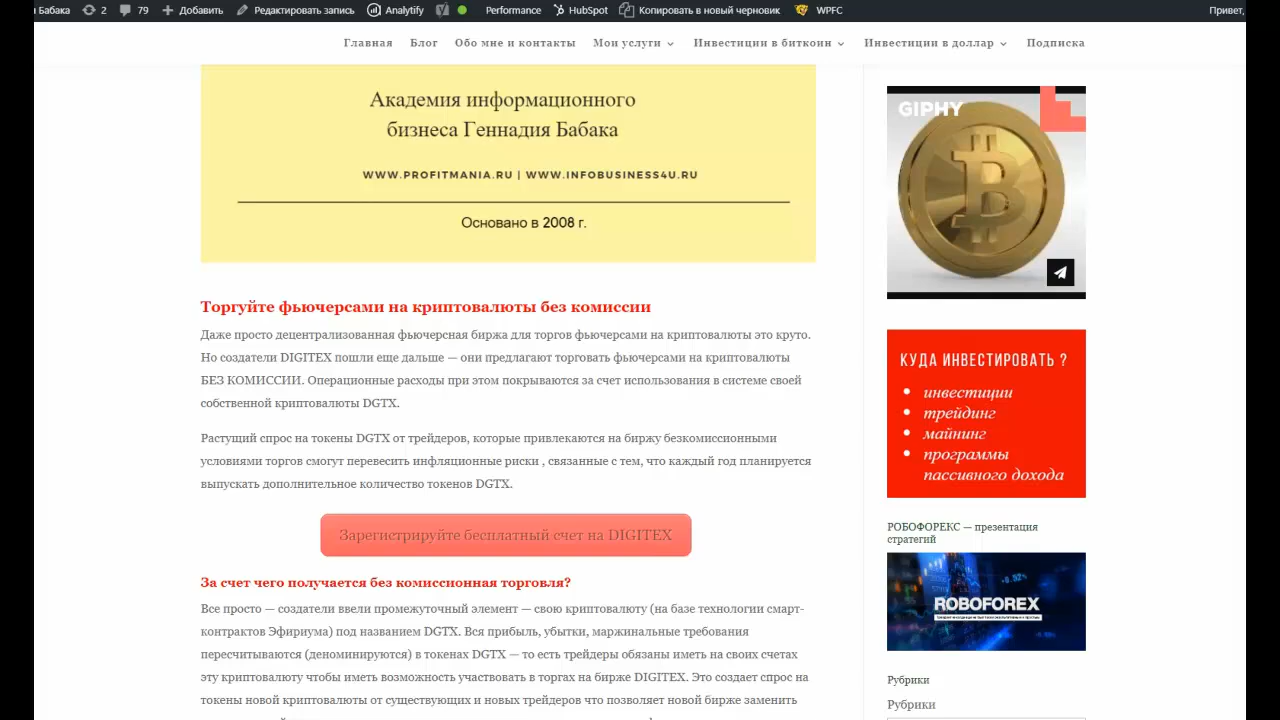 Бабака 2 79 Добавить Редактировать запись Analytify Performance HubSpot Копировать в новый черновик WPFC Привет,
Главная Блог Обо мне и контакты Мои услуги Инвестиции в биткоин Инвестиции в доллар Подписка
Академия информационного
бизнеса Геннадия Бабака
WWW.PROFITMANIA.RU | WWW.INFOBUSINESS4U.RU
Основано в 2008 г.
Торгуйте фьючерсами на криптовалюты без комиссии
Даже просто децентрализованная фьючерсная биржа для торгов фьючерсами на криптовалюты это круто.
Но создатели DIGITEX пошли еще дальше — они предлагают торговать фьючерсами на криптовалюты
БЕЗ КОМИССИИ. Операционные расходы при этом покрываются за счет использования в системе своей
собственной криптовалюты DGTX.
Растущий спрос на токены DGTX от трейдеров, которые привлекаются на биржу безкомиссионными
условиями торгов смогут перевесить инфляционные риски , связанные с тем, что каждый год планируется
выпускать дополнительное количество токенов DGTX.
Зарегистрируйте бесплатный счет на DIGITEX
За счет чего получается без комиссионная торговля?
Все просто — создатели ввели промежуточный элемент — свою криптовалюту (на базе технологии смарт-
контрактов Эфириума) под названием DGTX. Вся прибыль, убытки, маржинальные требования
пересчитываются (деноминируются) в токенах DGTX — то есть трейдеры обязаны иметь на своих счетах
эту криптовалюту чтобы иметь возможность участвовать в торгах на бирже DIGITEX. Это создает спрос на
токены новой криптовалюты от существующих и новых трейдеров что позволяет новой бирже заменить
GIPHY
КУДА ИНВЕСТИРОВАТЬ ?
инвестиции
трейдинг
майнинг
программы
пассивного дохода
РОБОФОРЕКС — презентация
стратегий
ROBOFOREX
Рубрики
Рубрики